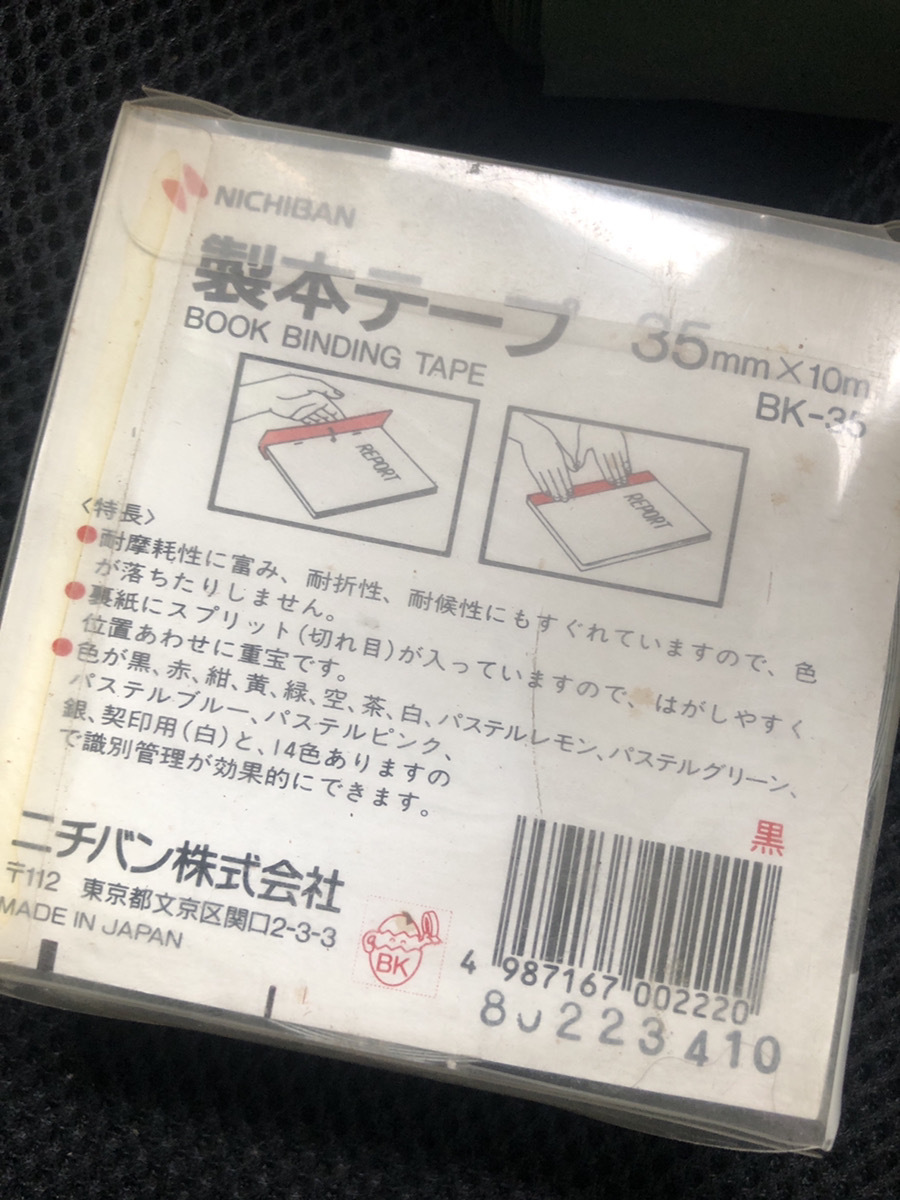 NICHIBAN
製本テープ 35mm×10m
BOOK BINDING TAPE
BK-35
REPORT
REPORT
〈特長〉
●耐摩耗性に富み、耐折性、耐候性にもすぐれていますので、色
が落ちたりしません。
●裏紙にスプリット(切れ目)が入っていますので、はがしやすく
位置あわせに重宝です。
●色が黒、赤、紺、黄、緑、空、茶、白、パステルレモン、パステルグリーン、
パステルブルー、パステルピンク、
銀、契印用(白)と、14色ありますの
で識別管理が効果的にできます。
黒
ニチバン株式会社
〒112 東京都文京区関口2-3-3
MADE IN JAPAN
BK
4 987167 002220
223410